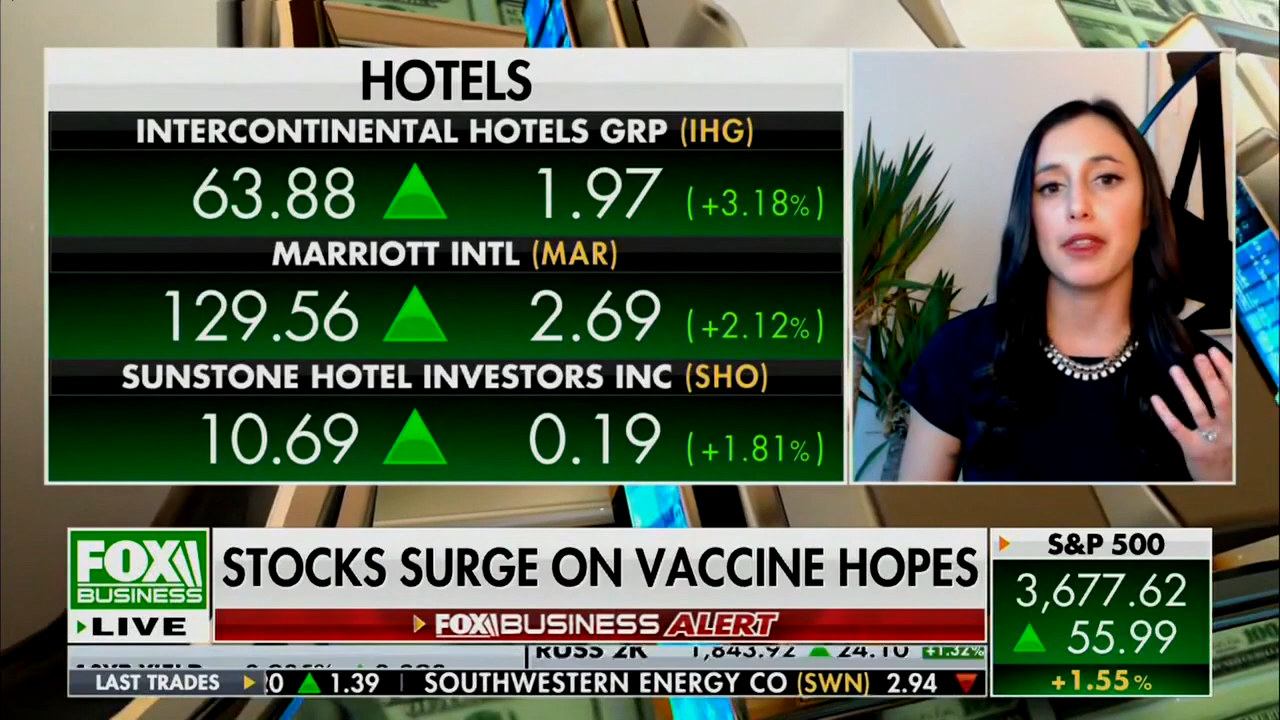 HOTELS
INTERCONTINENTAL HOTELS GRP (IHG)
63.88 ▲ 1.97 (+3.18%)
MARRIOTT INTL (MAR)
129.56 ▲ 2.69 (+2.12%)
SUNSTONE HOTEL INVESTORS INC (SHO)
10.69 ▲ 0.19 (+1.81%)
FOX BUSINESS
LIVE
STOCKS SURGE ON VACCINE HOPES
FOX BUSINESS ALERT
S&P 500
3,677.62
▲ 55.99
+1.55%
RUSS 2K 1,843.92 ▲ 24.10 +1.32%
LAST TRADES ▲ 1.39 | SOUTHWESTERN ENERGY CO (SWN) 2.94 ▼